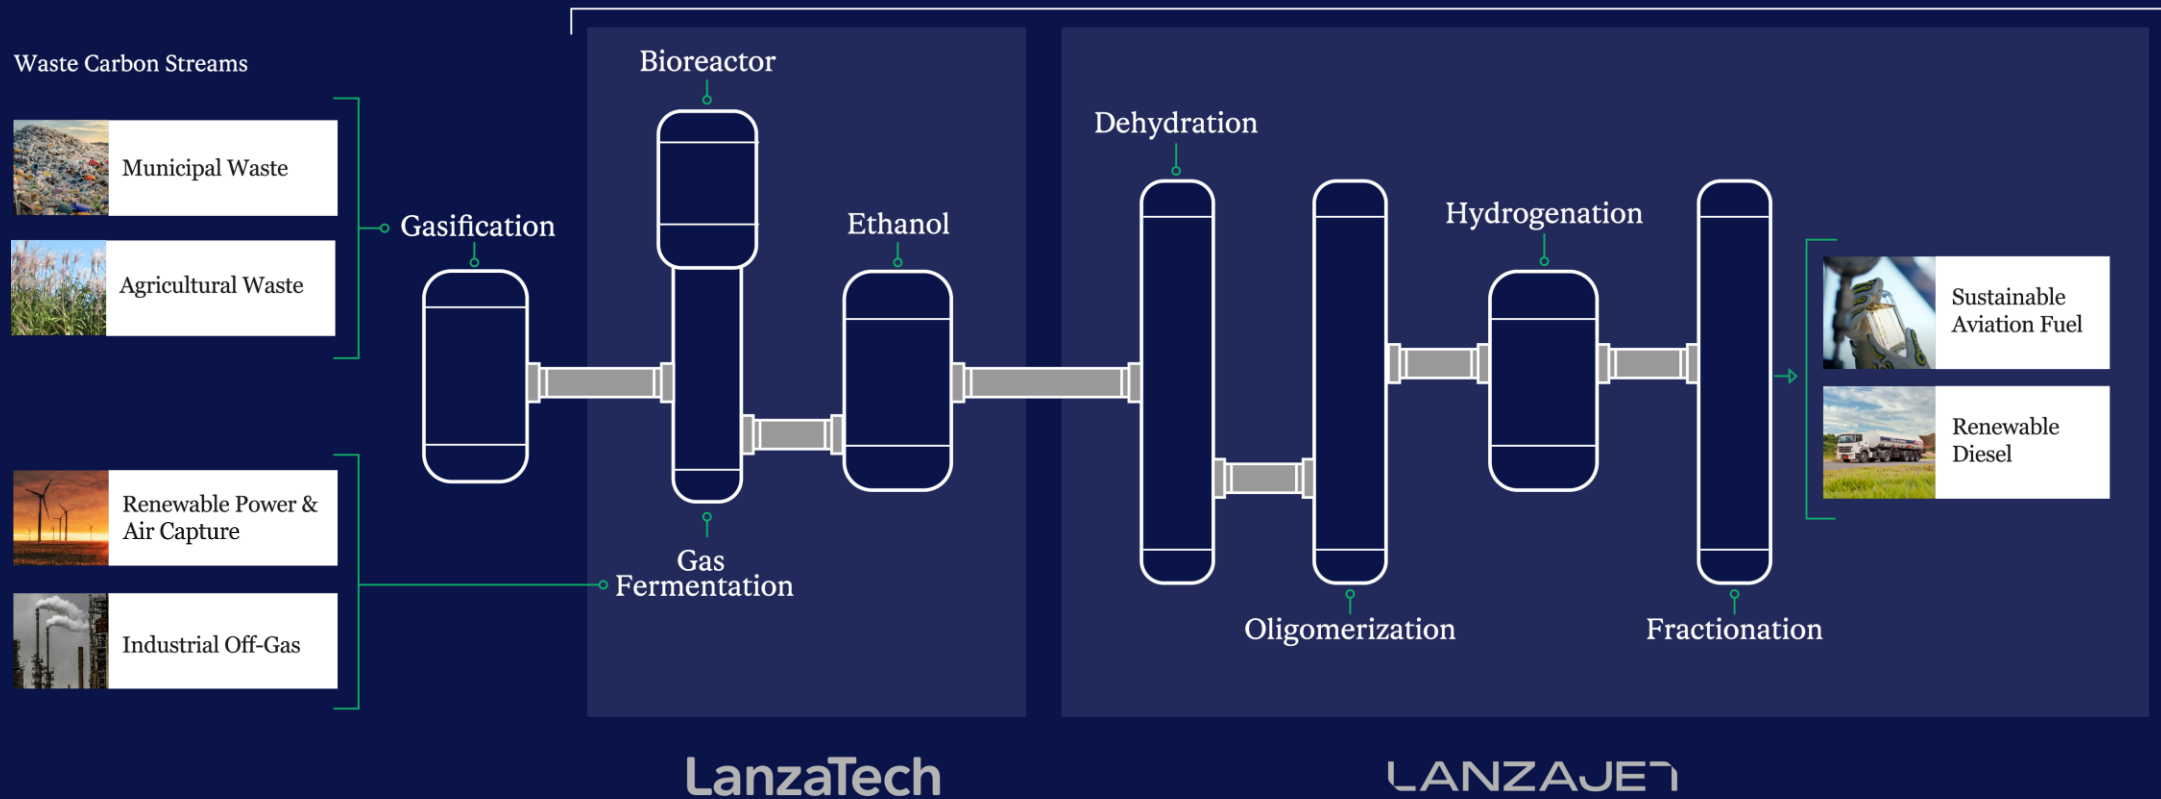 Waste Carbon Streams
Municipal Waste
Agricultural Waste
Renewable Power &
Air Capture
Industrial Off-Gas
Gasification
Bioreactor
Gas
Fermentation
Ethanol
Dehydration
Oligomerization
Hydrogenation
Fractionation
Sustainable
Aviation Fuel
Renewable
Diesel
LanzaTech
LANZAJET